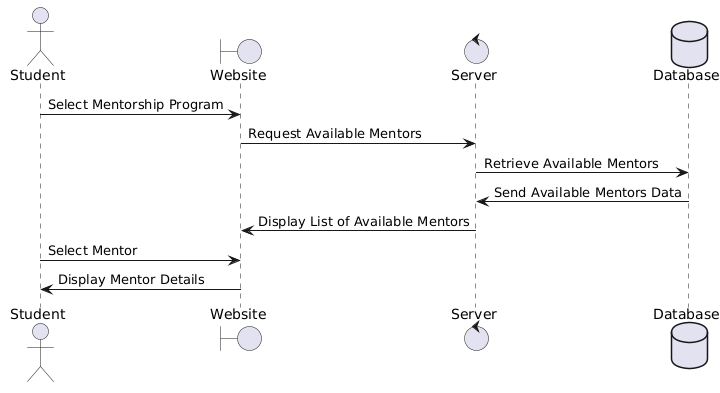 Student
Website
Server
Database
Select Mentorship Program
Request Available Mentors
Retrieve Available Mentors
Send Available Mentors Data
Display List of Available Mentors
Select Mentor
Display Mentor Details
Student
Website
Server
Database